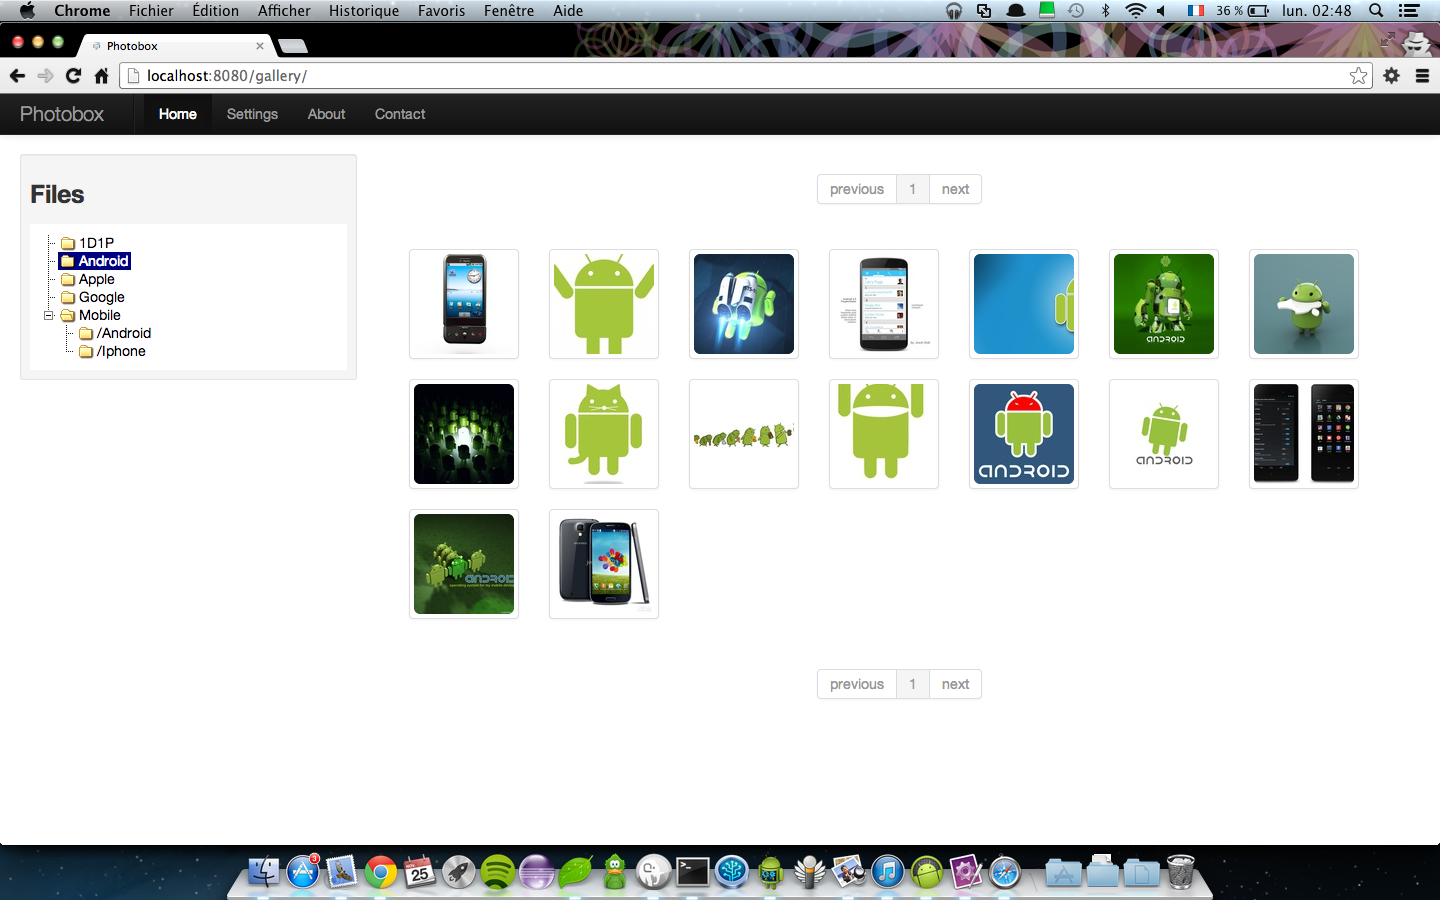 Chrome Fichier Édition Afficher Historique Favoris Fenêtre Aide 36 % lun. 02:48
Photobox
localhost:8080/gallery/
Photobox Home Settings About Contact
Files
1D1P
Android
Apple
Google
Mobile
/Android
/Iphone
previous 1 next
ANDROID
ANDROID
ANDROID
ANDROID
previous 1 next
3
NOV.
25